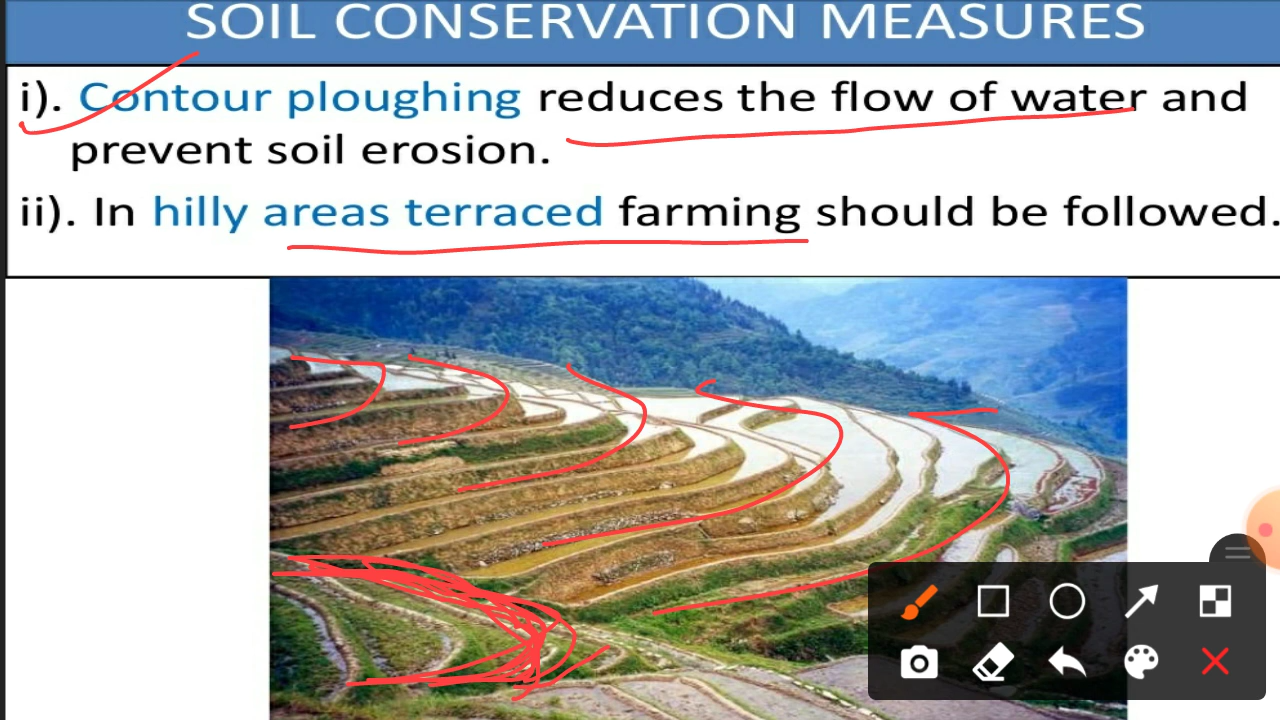 SOIL CONSERVATION MEASURES
i). Contour ploughing reduces the flow of water and
prevent soil erosion.
ii). In hilly areas terraced farming should be followed.